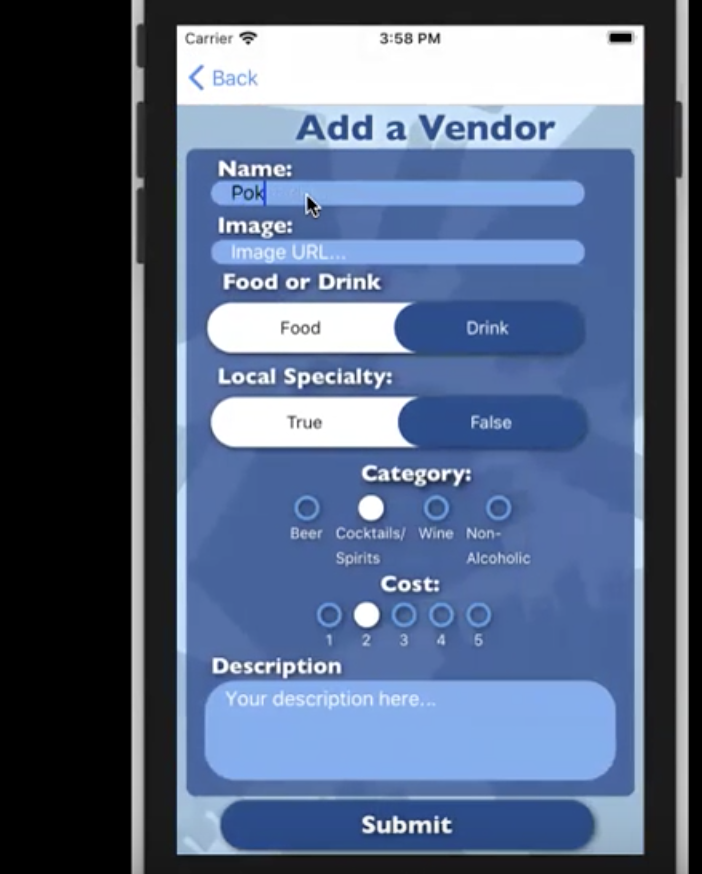 Carrier 3:58 PM
Back
Add a Vendor
Name:
Pok
Image:
Image URL...
Food or Drink
Food Drink
Local Specialty:
True False
Category:
Beer Cocktails/ Wine Non-
Spirits Alcoholic
Cost:
1 2 3 4 5
Description
Your description here...
Submit